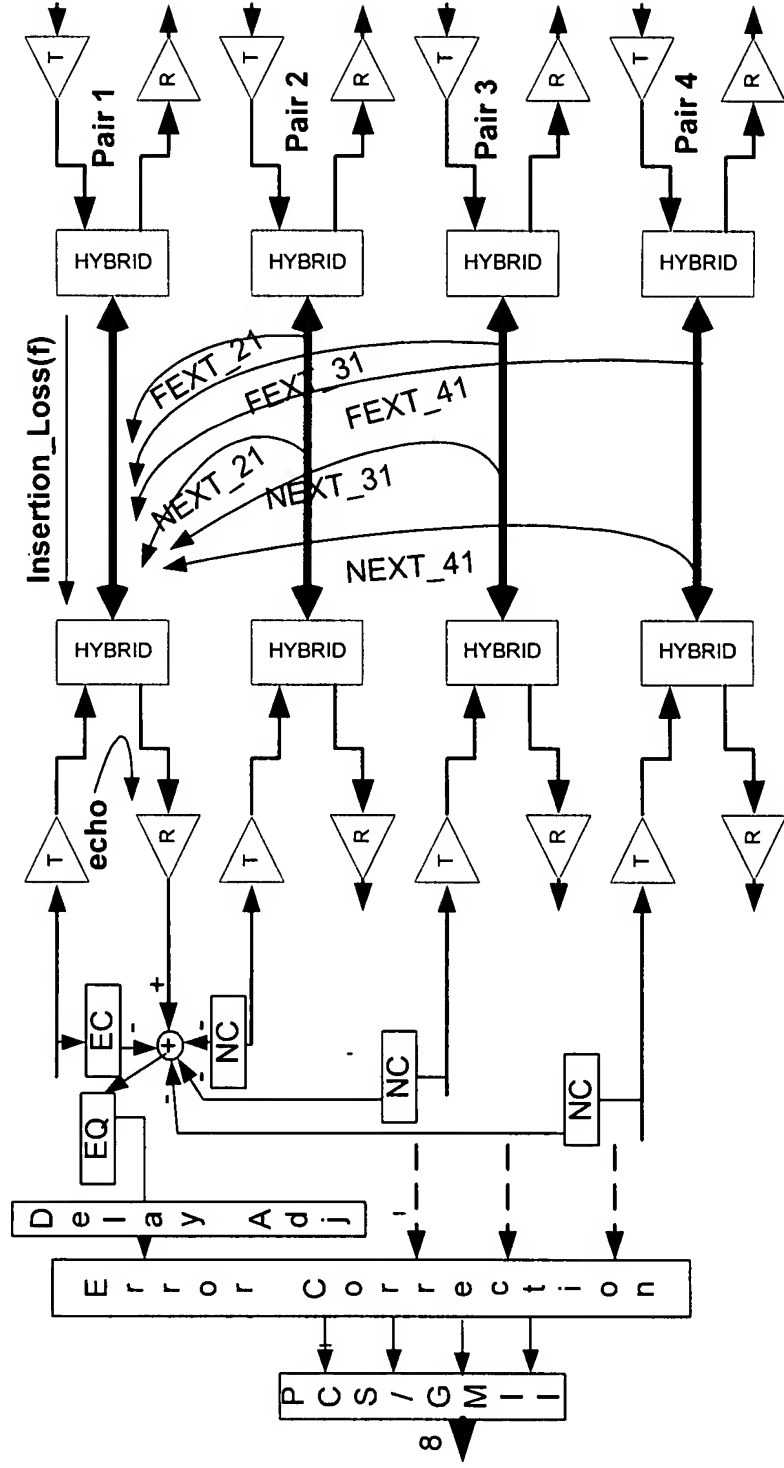 T
R
Pair 1
T
R
Pair 2
T
R
Pair 3
T
R
Pair 4
HYBRID
HYBRID
HYBRID
HYBRID
Insertion_Loss(f)
FEXT_21
FEXT_31
FEXT_41
NEXT_21
NEXT_31
NEXT_41
HYBRID
HYBRID
HYBRID
HYBRID
echo
T
R
T
R
T
R
T
R
+
EC
-
+
-
NC
-
-
NC
NC
EQ
Delay Adj
Error Correction
PCS/GMII
8